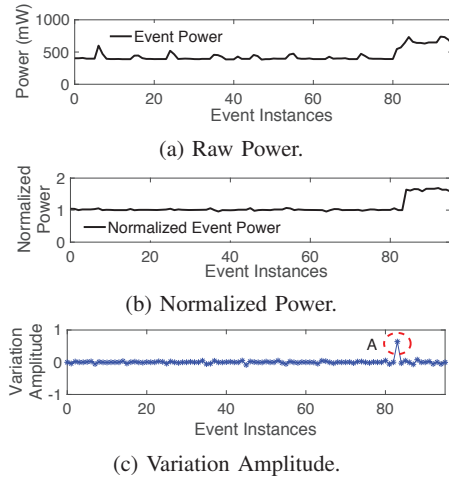 Power (mW)
1000
500
0
Event Power
0 20 40 60 80
Event Instances
(a) Raw Power.
Normalized
Power
2
1
0
Normalized Event Power
0 20 40 60 80
Event Instances
(b) Normalized Power.
Variation
Amplitude
1
0
-1
A
0 20 40 60 80
Event Instances
(c) Variation Amplitude.